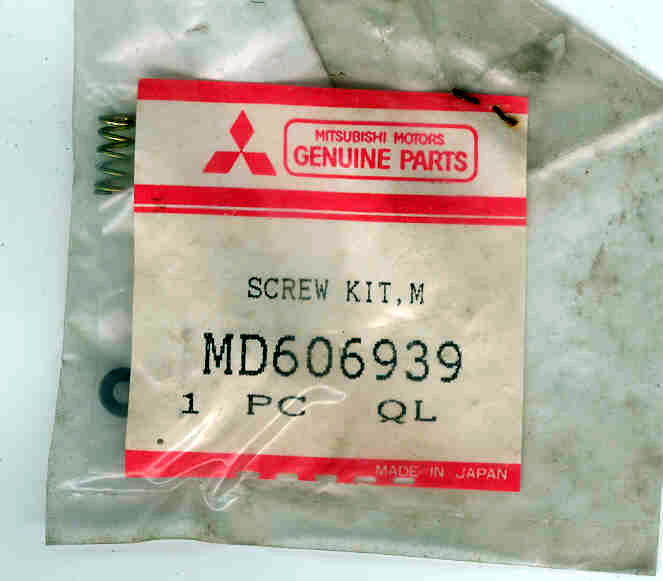 MITSUBISHI MOTORS
GENUINE PARTS
SCREW KIT,M
MD606939
1 PC QL
MADE IN JAPAN